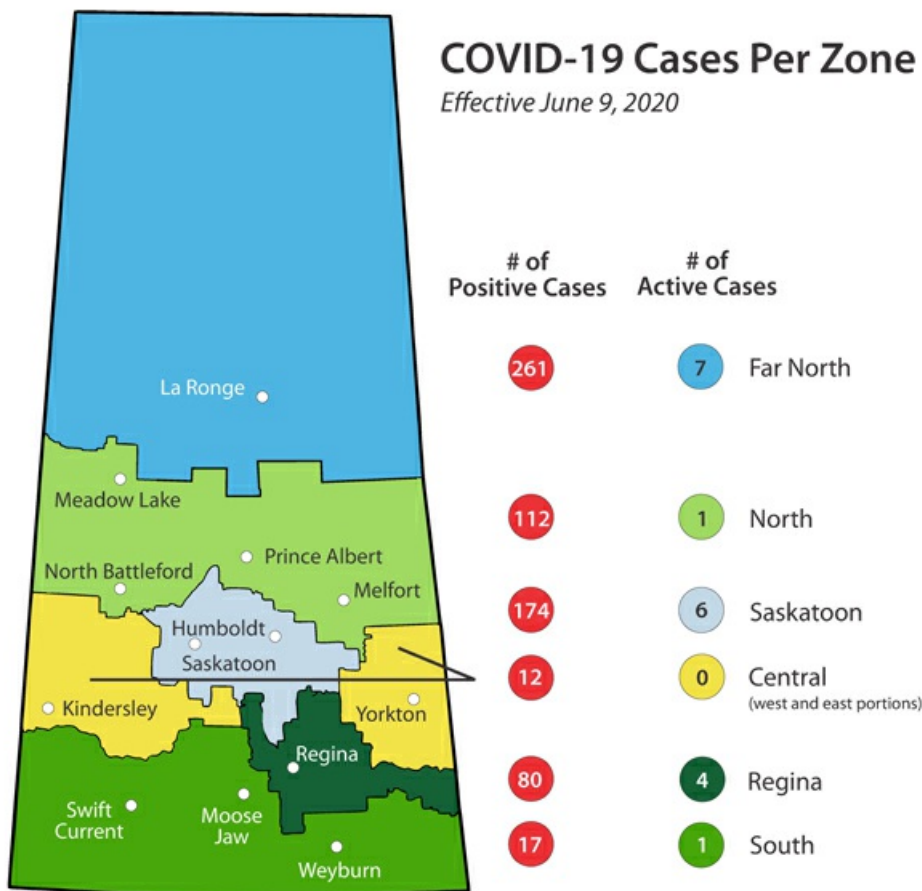 COVID-19 Cases Per Zone
Effective June 9, 2020
# of
Positive Cases
# of
Active Cases
261
7
Far North
112
1
North
174
6
Saskatoon
12
0
Central
(west and east portions)
80
4
Regina
17
1
South
La Ronge
Meadow Lake
Prince Albert
North Battleford
Melfort
Humboldt
Saskatoon
Kindersley
Yorkton
Regina
Swift
Current
Moose
Jaw
Weyburn